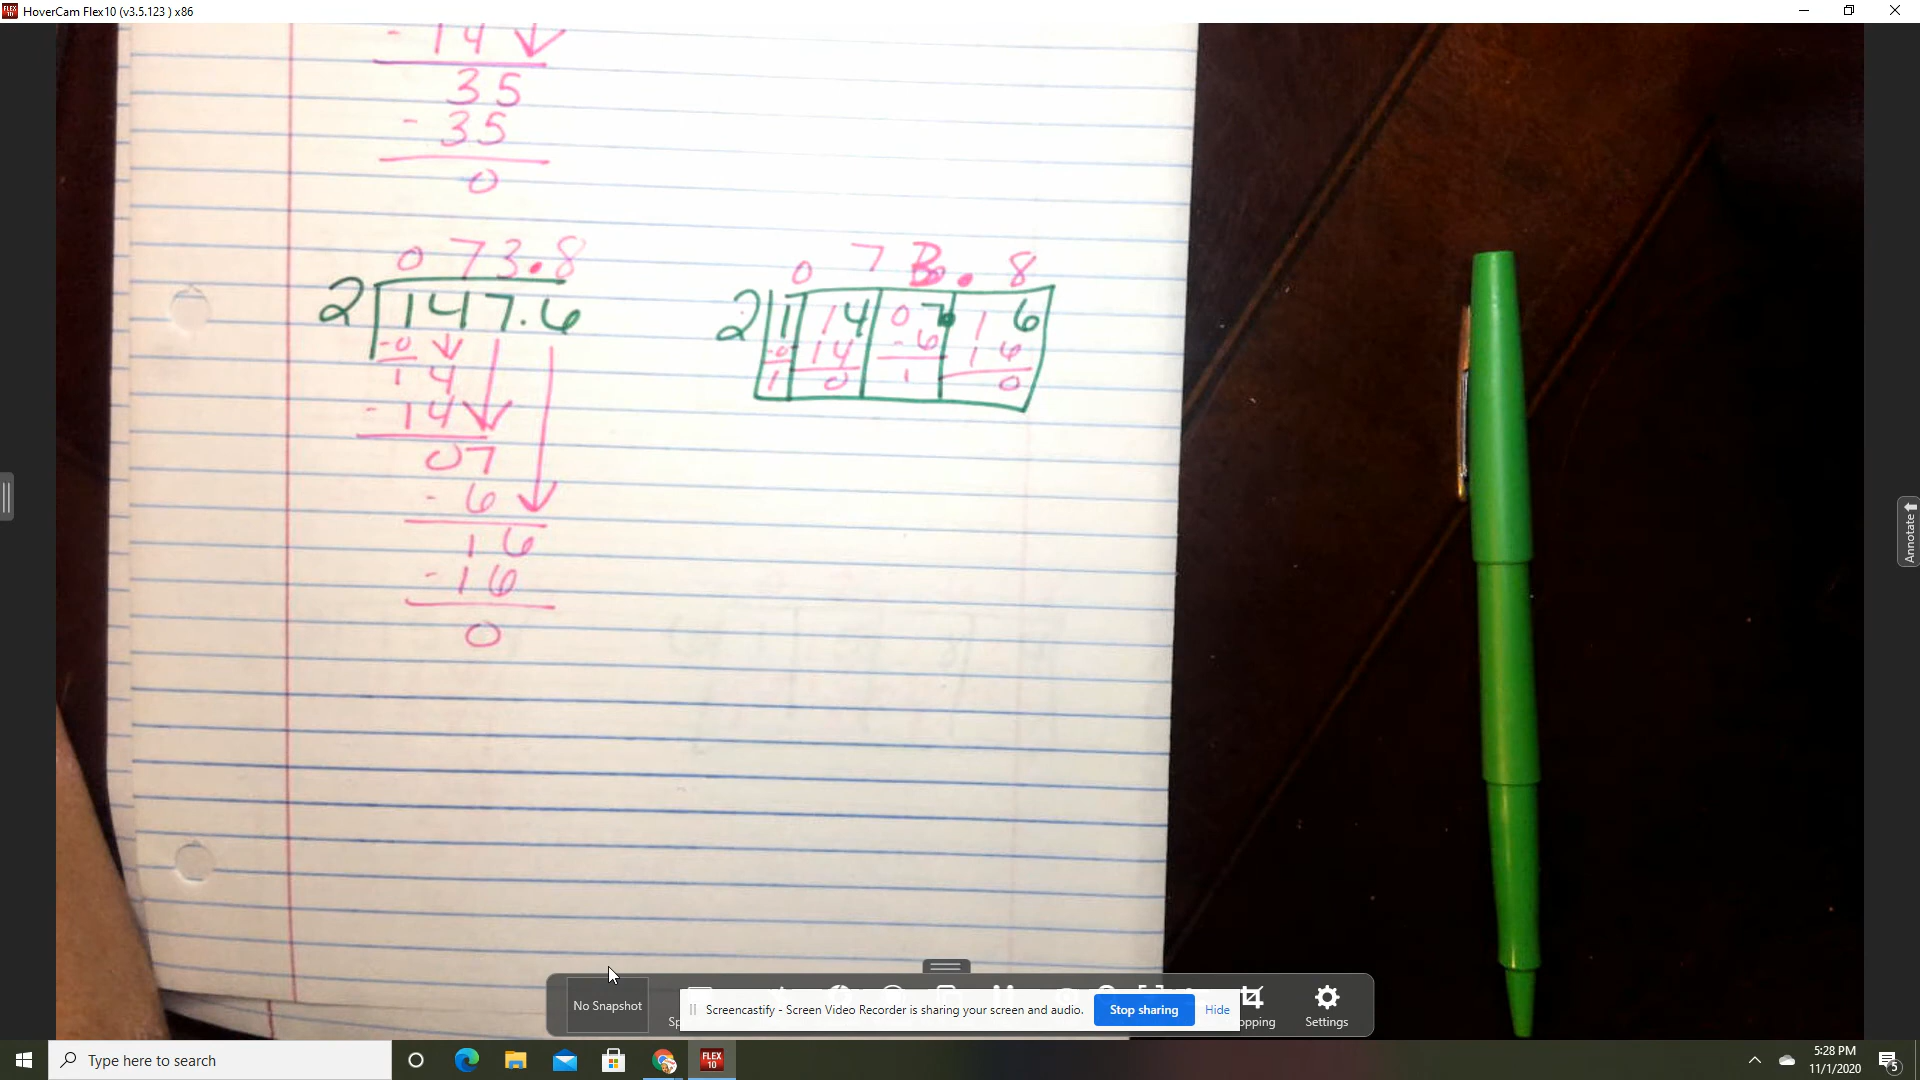 HoverCam Flex10 (v3.5.123 ) x86
- 14
35
- 35
0
0 73.8
2 147.6
-0
14
- 14
07
- 6
16
- 16
0
0 7 3 . 8
2 1 14 07 . 16
-0 14 - 6 16
1 0 1 0
Annotate
No Snapshot
Screencastify - Screen Video Recorder is sharing your screen and audio.
Stop sharing
Hide
Settings
Type here to search
FLEX 10
5:28 PM
11/1/2020
5